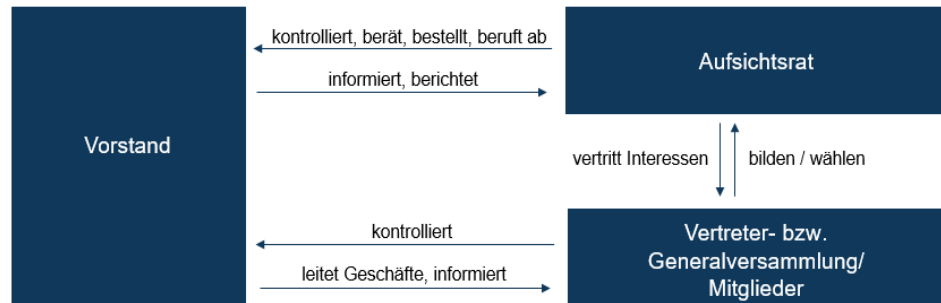 kontrolliert, berät, bestellt, beruft ab
Aufsichtsrat
informiert, berichtet
Vorstand
vertritt Interessen
bilden / wählen
kontrolliert
Vertreter- bzw.
Generalversammlung/
Mitglieder
leitet Geschäfte, informiert